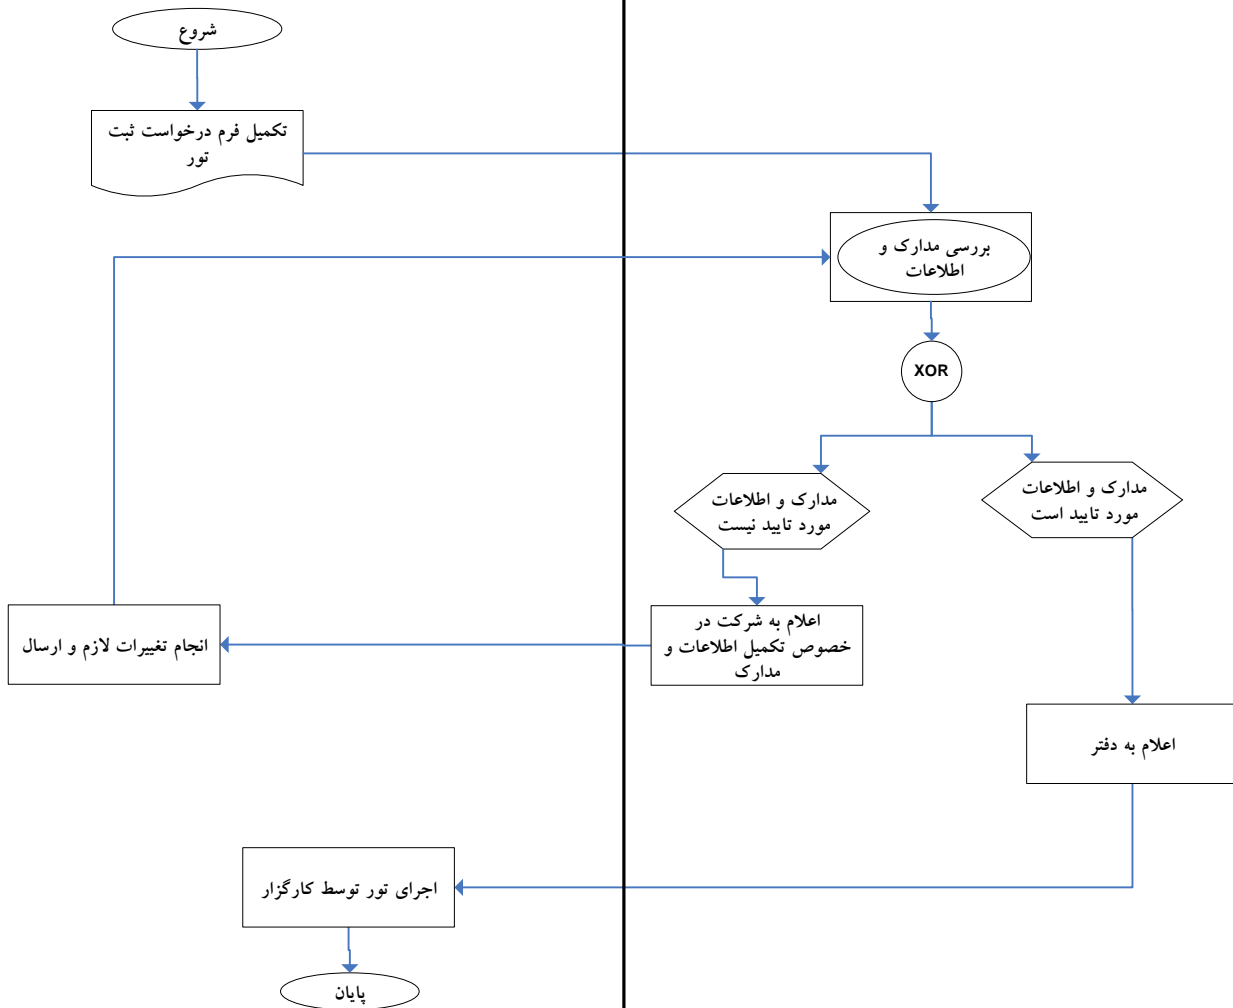 شروع
تکمیل فرم درخواست ثبت
تور
بررسی مدارک و
اطلاعات
XOR
مدارک و اطلاعات
مورد تایید است
مدارک و اطلاعات
مورد تایید نیست
اعلام به شرکت در
خصوص تکمیل اطلاعات و
مدارک
انجام تغییرات لازم و ارسال
اعلام به دفتر
اجرای تور توسط کارگزار
پایان